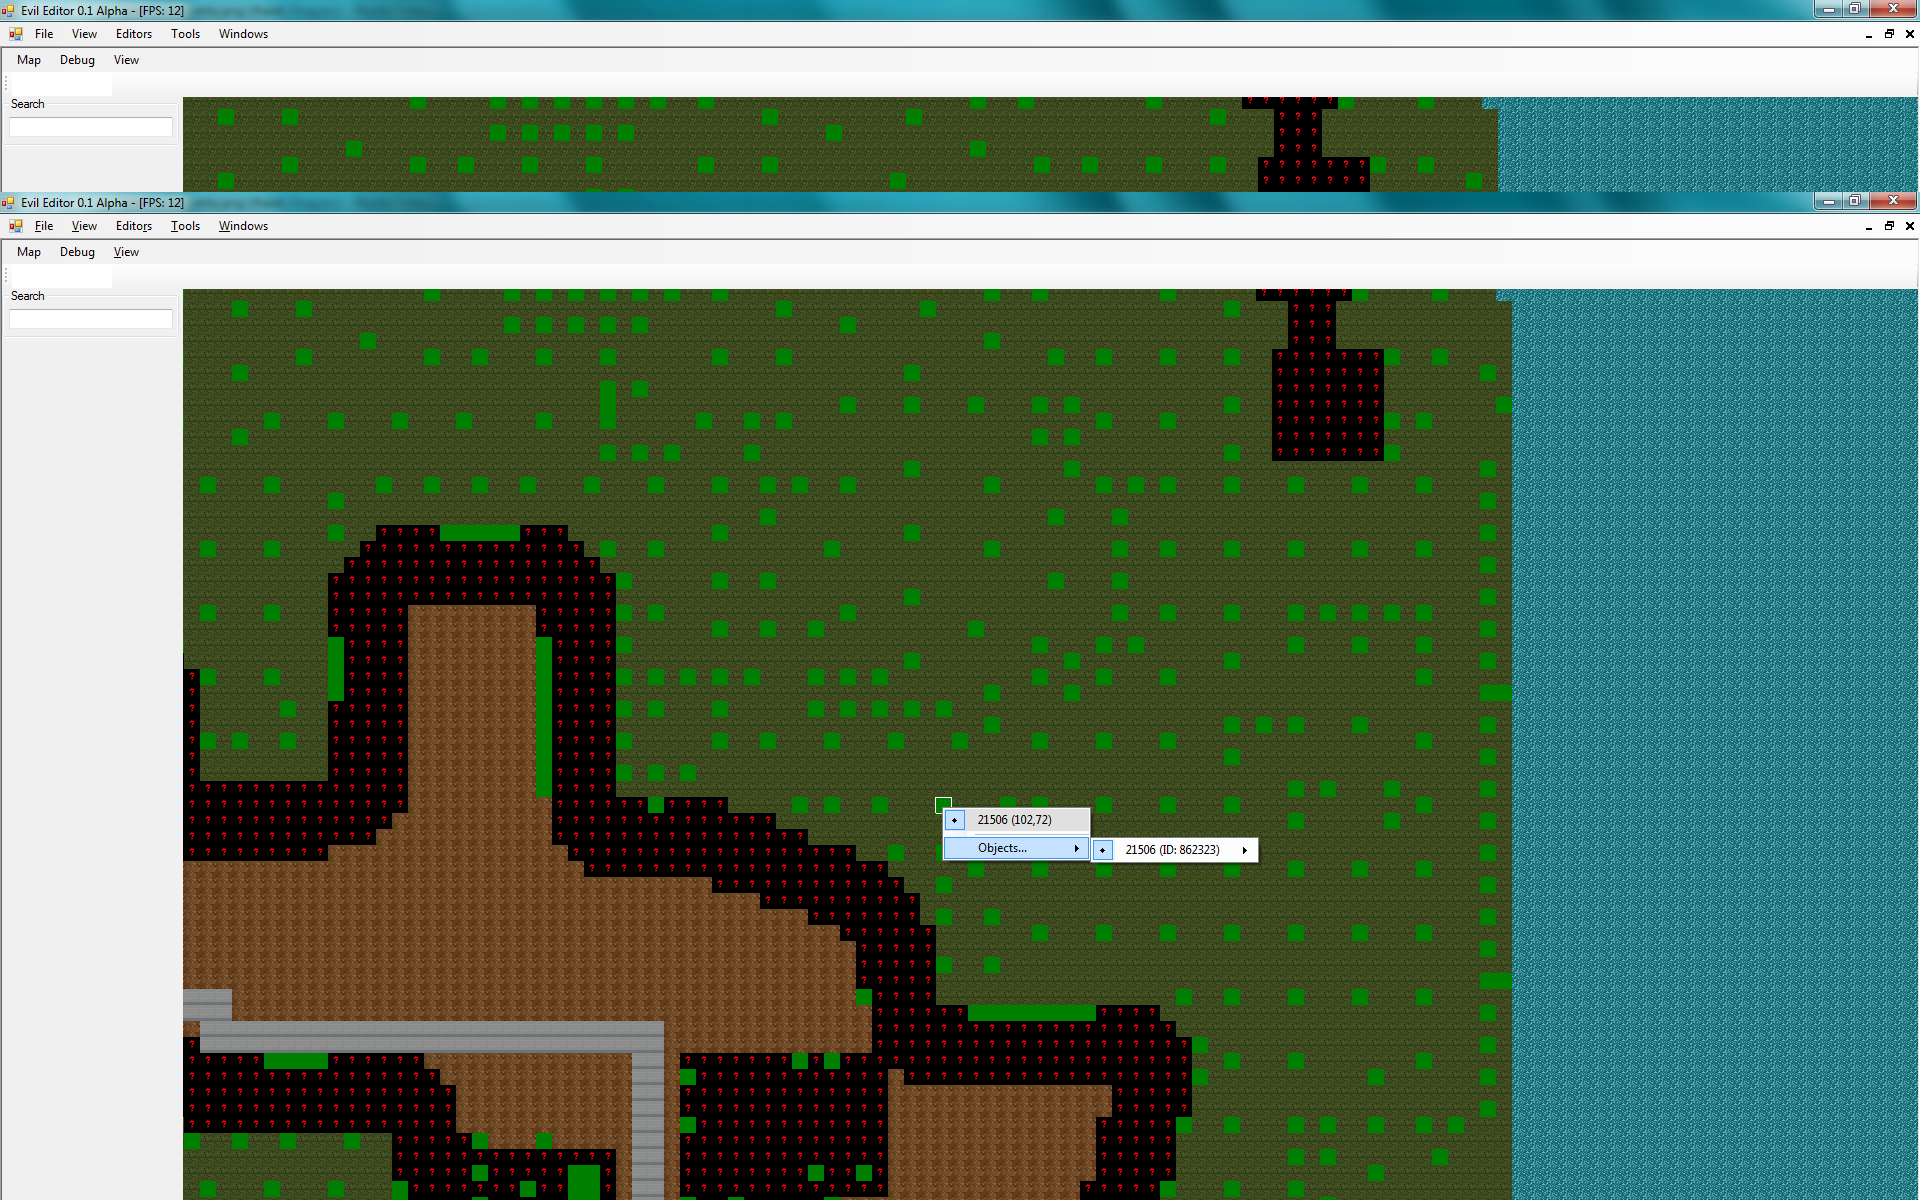 Evil Editor 0.1 Alpha - [FPS: 12]
File View Editors Tools Windows
Map Debug View
Search
Evil Editor 0.1 Alpha - [FPS: 12]
File View Editors Tools Windows
Map Debug View
Search
21506 (102,72)
Objects...
21506 (ID: 862323)